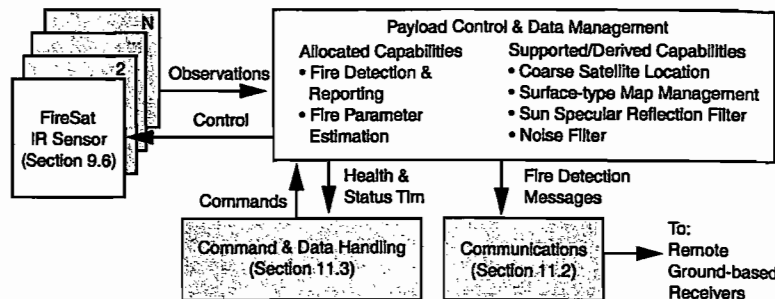 N
...
2
FireSat
IR Sensor
(Section 9.6)
Observations
Control
Payload Control & Data Management
Allocated Capabilities
• Fire Detection &
Reporting
• Fire Parameter
Estimation
Supported/Derived Capabilities
• Coarse Satellite Location
• Surface-type Map Management
• Sun Specular Reflection Filter
• Noise Filter
Commands
Health &
Status Tlm
Fire Detection
Messages
Command & Data Handling
(Section 11.3)
Communications
(Section 11.2)
To:
Remote
Ground-based
Receivers